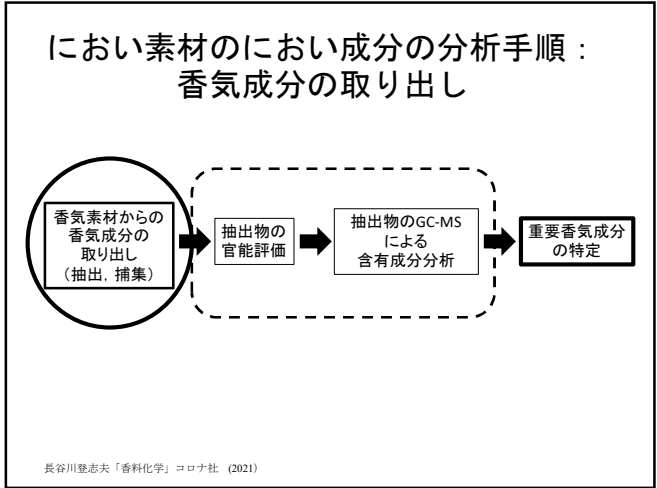 におい素材のにおい成分の分析手順：
香気成分の取り出し
香気素材からの
香気成分の
取り出し
（抽出，捕集）
抽出物の
官能評価
抽出物のGC-MS
による
含有成分分析
重要香気成分
の特定
長谷川登志夫「香料化学」コロナ社 (2021)